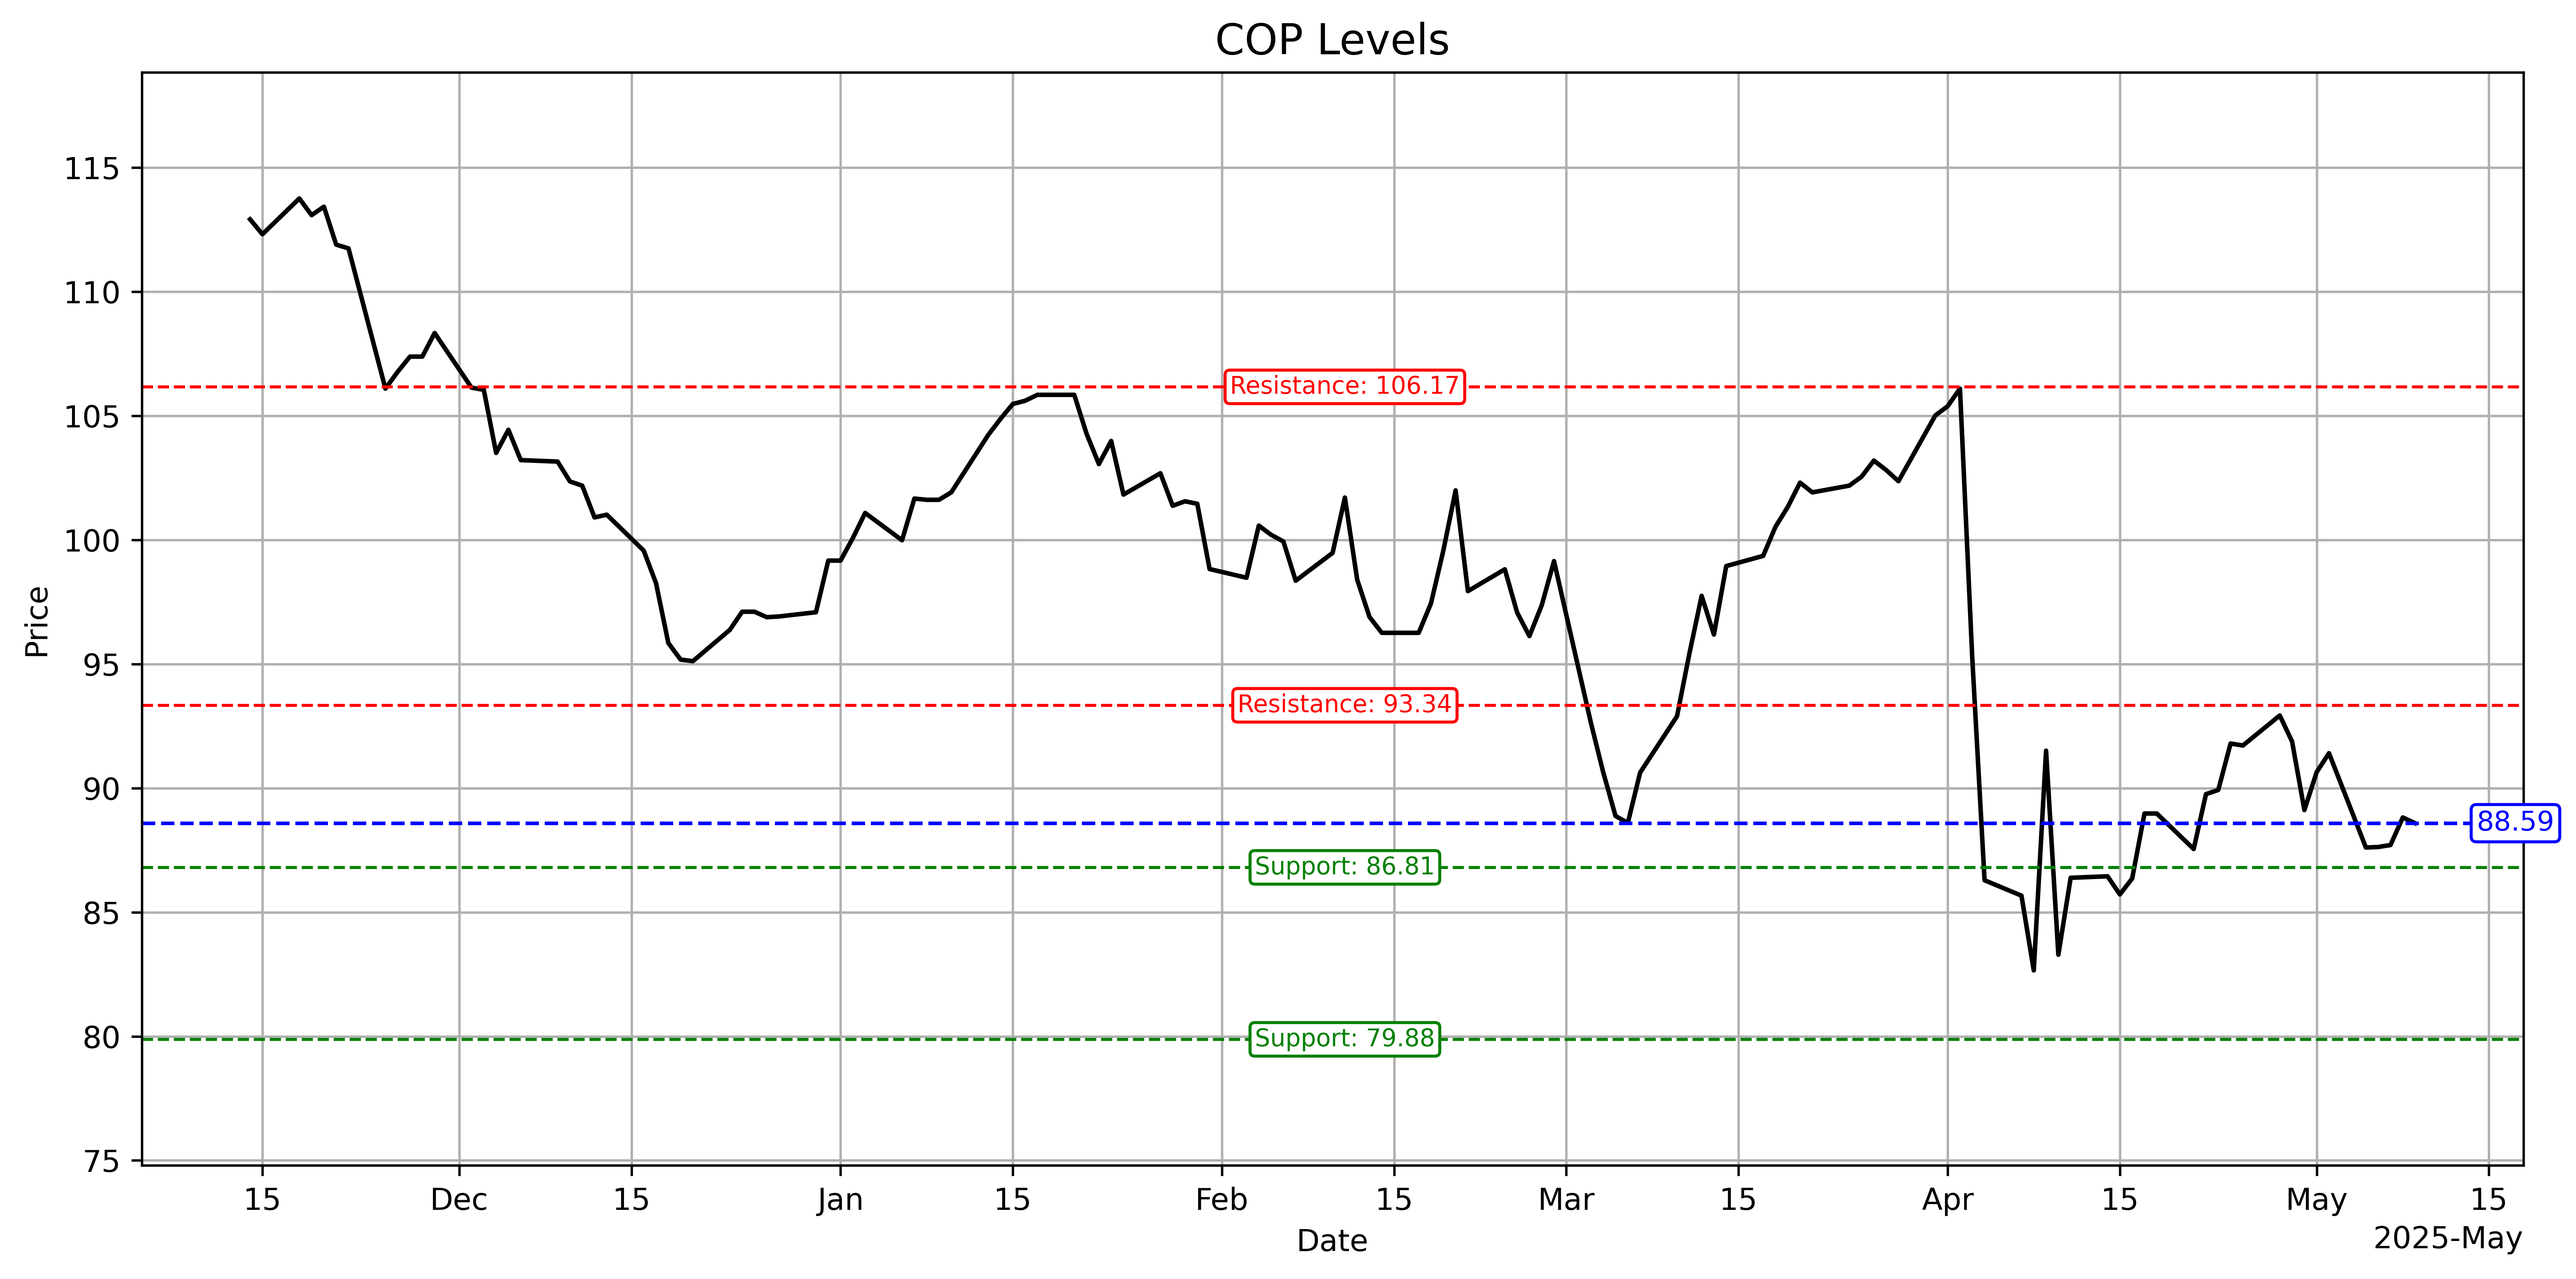 COP Levels
115
110
105
100
95
90
85
80
75
Price
Resistance: 106.17
Resistance: 93.34
88.59
Support: 86.81
Support: 79.88
15 Dec 15 Jan 15 Feb 15 Mar 15 Apr 15 May 15
Date
2025-May